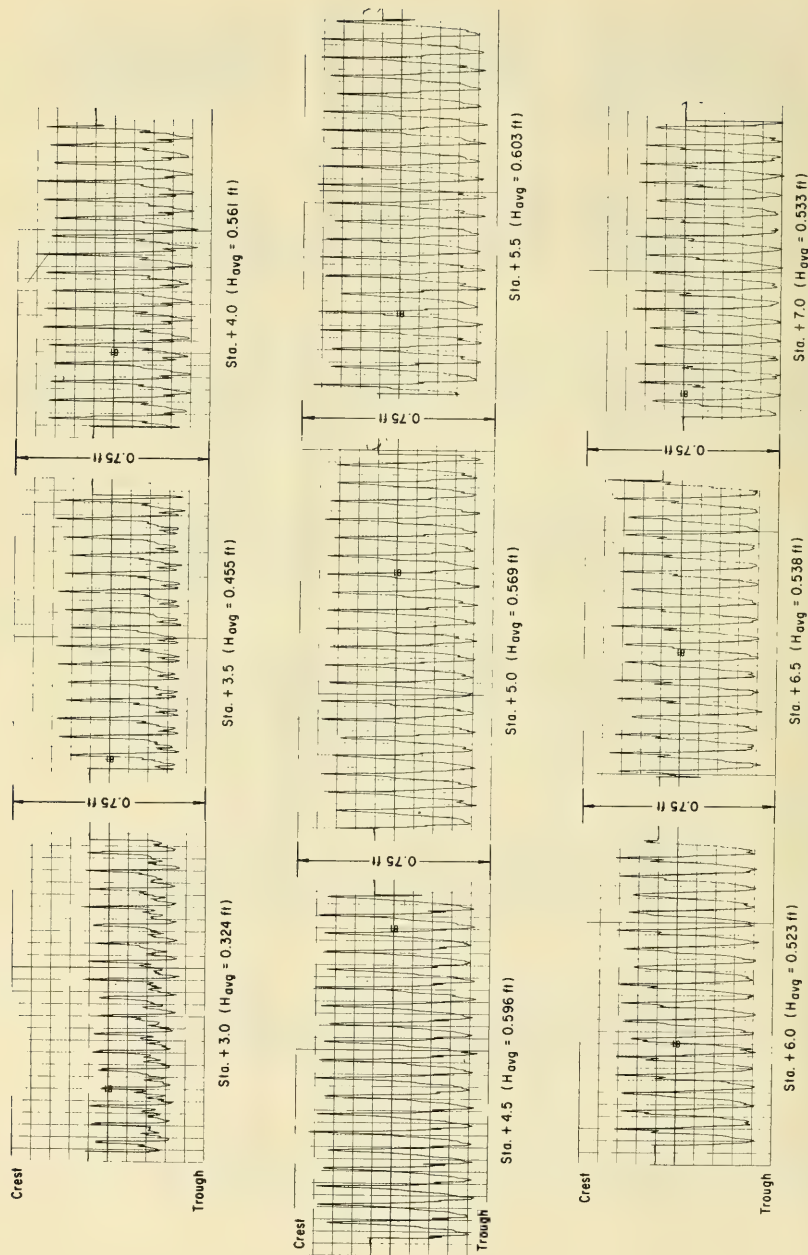 Crest
Trough
0.75 ft
0.75 ft
Sta. + 3.0 (Havg = 0.324 ft)
Sta. + 3.5 (Havg = 0.455 ft)
Sta. + 4.0 (Havg = 0.561 ft)
Crest
Trough
0.75 ft
0.75 ft
Sta. + 4.5 (Havg = 0.596 ft)
Sta. + 5.0 (Havg = 0.569 ft)
Sta. + 5.5 (Havg = 0.603 ft)
Crest
Trough
0.75 ft
0.75 ft
Sta. + 6.0 (Havg = 0.523 ft)
Sta. + 6.5 (Havg = 0.538 ft)
Sta. + 7.0 (Havg = 0.533 ft)